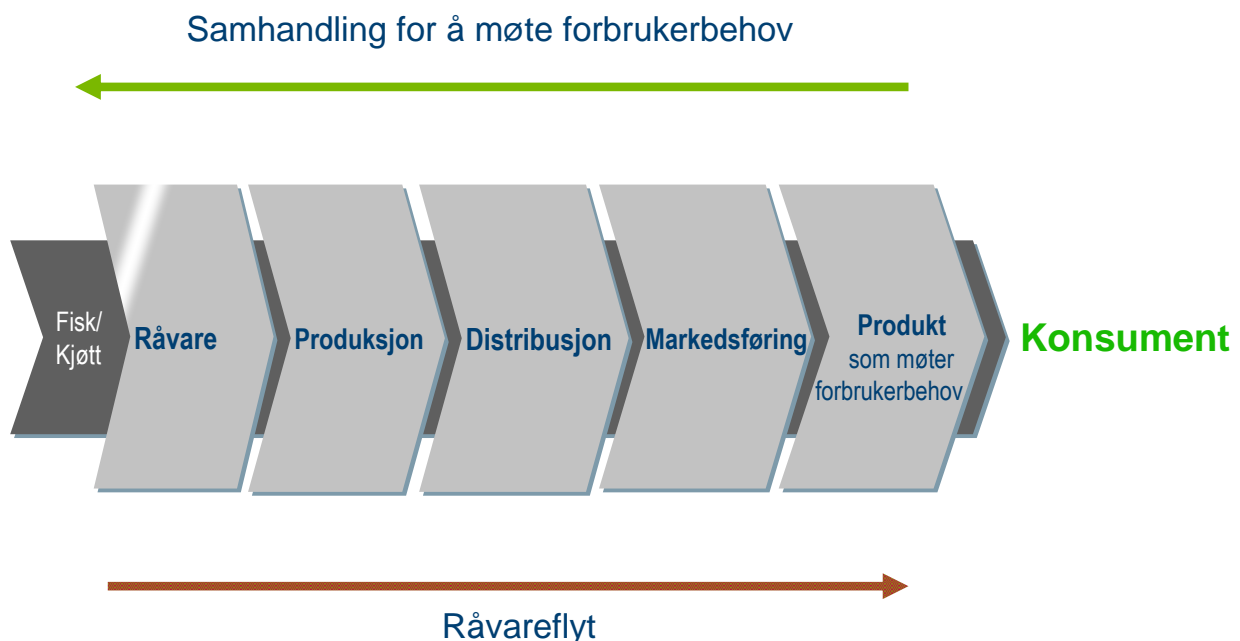 Samhandling for å møte forbrukerbehov
Fisk/
Kjøtt
Råvare
Produksjon
Distribusjon
Markedsføring
Produkt
som møter
forbrukerbehov
Konsument
Råvareflyt